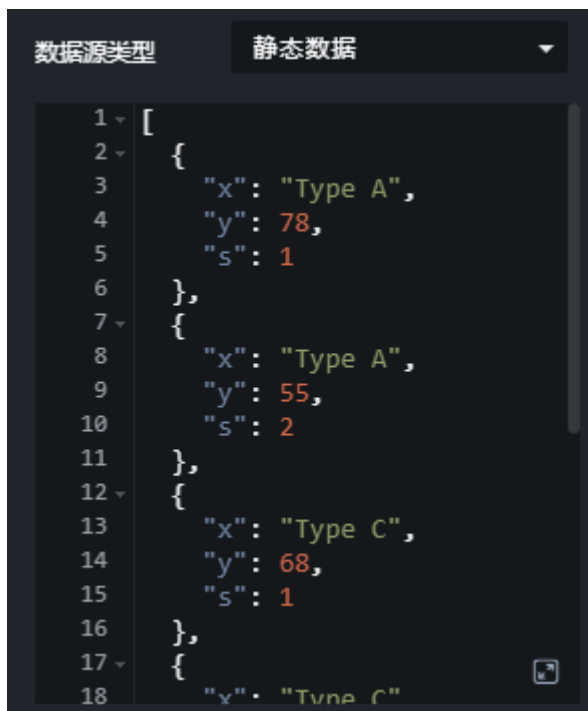 数据源类型 静态数据
1 [
2 {
3 "x": "Type A",
4 "y": 78,
5 "s": 1
6 },
7 {
8 "x": "Type A",
9 "y": 55,
10 "s": 2
11 },
12 {
13 "x": "Type C",
14 "y": 68,
15 "s": 1
16 },
17 {
18 "x": "Type C"